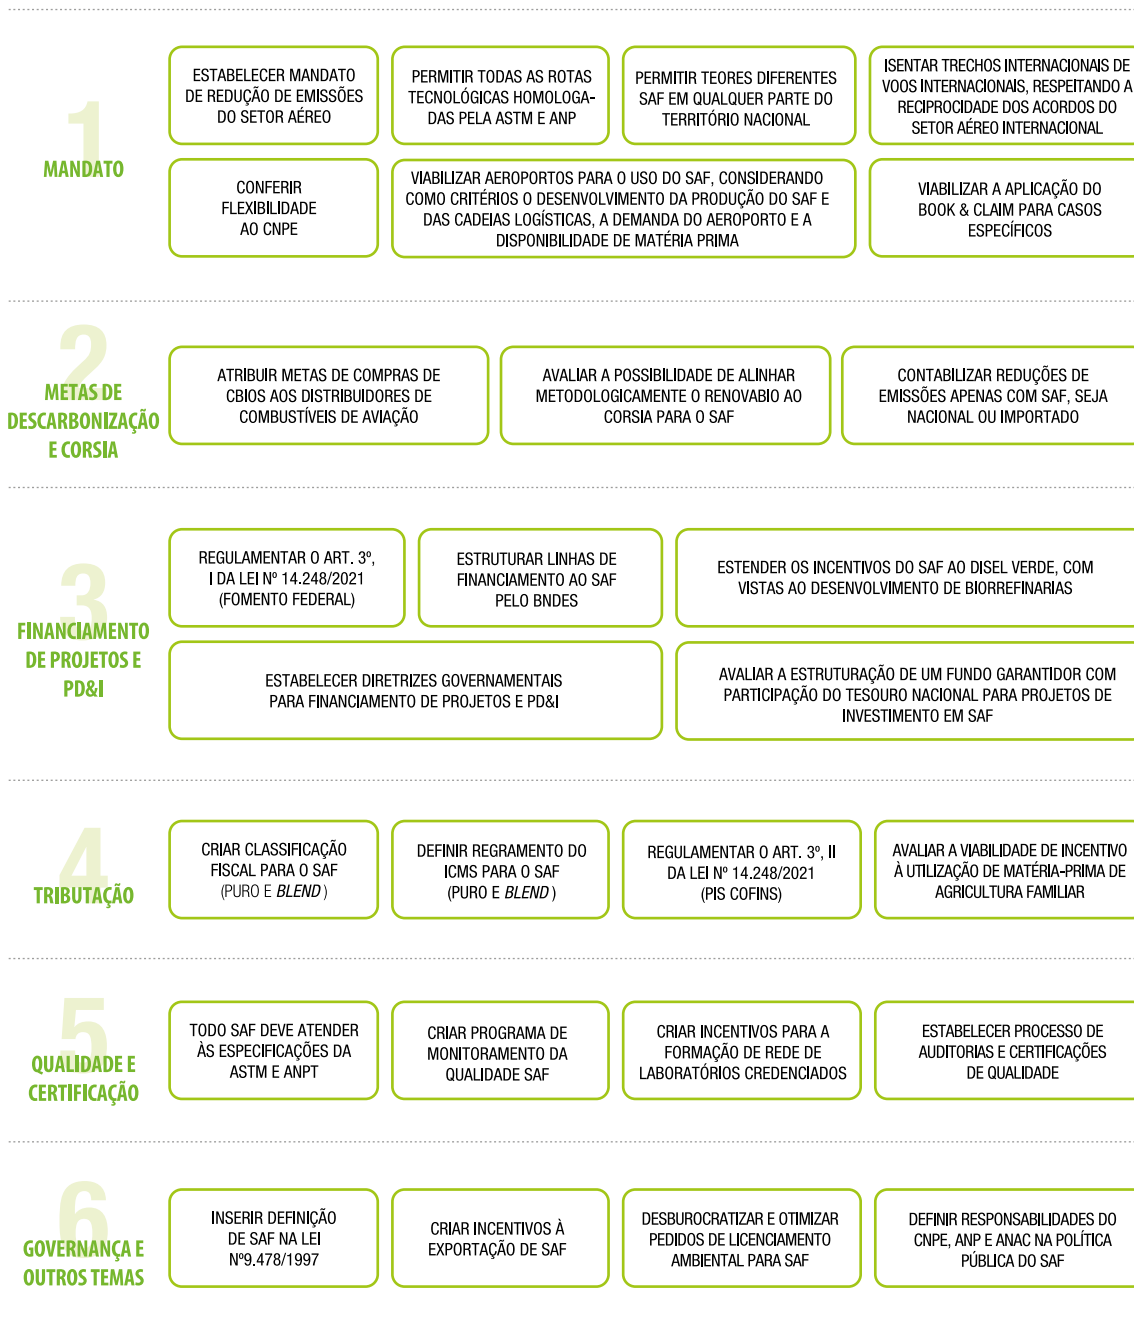 1
MANDATO
ESTABELECER MANDATO
DE REDUÇÃO DE EMISSÕES
DO SETOR AÉREO
PERMITIR TODAS AS ROTAS
TECNOLÓGICAS HOMOLOGA-
DAS PELA ASTM E ANP
PERMITIR TEORES DIFERENTES
SAF EM QUALQUER PARTE DO
TERRITÓRIO NACIONAL
ISENTAR TRECHOS INTERNACIONAIS DE
VOOS INTERNACIONAIS, RESPEITANDO A
RECIPROCIDADE DOS ACORDOS DO
SETOR AÉREO INTERNACIONAL
CONFERIR
FLEXIBILIDADE
AO CNPE
VIABILIZAR AEROPORTOS PARA O USO DO SAF, CONSIDERANDO
COMO CRITÉRIOS O DESENVOLVIMENTO DA PRODUÇÃO DO SAF E
DAS CADEIAS LOGÍSTICAS, A DEMANDA DO AEROPORTO E A
DISPONIBILIDADE DE MATÉRIA PRIMA
VIABILIZAR A APLICAÇÃO DO
BOOK & CLAIM PARA CASOS
ESPECÍFICOS
2
METAS DE
DESCARBONIZAÇÃO
E CORSIA
ATRIBUIR METAS DE COMPRAS DE
CBIOS AOS DISTRIBUIDORES DE
COMBUSTÍVEIS DE AVIAÇÃO
AVALIAR A POSSIBILIDADE DE ALINHAR
METODOLOGICAMENTE O RENOVABIO AO
CORSIA PARA O SAF
CONTABILIZAR REDUÇÕES DE
EMISSÕES APENAS COM SAF, SEJA
NACIONAL OU IMPORTADO
3
FINANCIAMENTO
DE PROJETOS E
PD&I
REGULAMENTAR O ART. 3º,
I DA LEI Nº 14.248/2021
(FOMENTO FEDERAL)
ESTRUTURAR LINHAS DE
FINANCIAMENTO AO SAF
PELO BNDES
ESTENDER OS INCENTIVOS DO SAF AO DISEL VERDE, COM
VISTAS AO DESENVOLVIMENTO DE BIORREFINARIAS
ESTABELECER DIRETRIZES GOVERNAMENTAIS
PARA FINANCIAMENTO DE PROJETOS E PD&I
AVALIAR A ESTRUTURAÇÃO DE UM FUNDO GARANTIDOR COM
PARTICIPAÇÃO DO TESOURO NACIONAL PARA PROJETOS DE
INVESTIMENTO EM SAF
4
TRIBUTAÇÃO
CRIAR CLASSIFICAÇÃO
FISCAL PARA O SAF
(PURO E BLEND )
DEFINIR REGRAMENTO DO
ICMS PARA O SAF
(PURO E BLEND )
REGULAMENTAR O ART. 3º, II
DA LEI Nº 14.248/2021
(PIS COFINS)
AVALIAR A VIABILIDADE DE INCENTIVO
À UTILIZAÇÃO DE MATÉRIA-PRIMA DE
AGRICULTURA FAMILIAR
5
QUALIDADE E
CERTIFICAÇÃO
TODO SAF DEVE ATENDER
ÀS ESPECIFICAÇÕES DA
ASTM E ANPT
CRIAR PROGRAMA DE
MONITORAMENTO DA
QUALIDADE SAF
CRIAR INCENTIVOS PARA A
FORMAÇÃO DE REDE DE
LABORATÓRIOS CREDENCIADOS
ESTABELECER PROCESSO DE
AUDITORIAS E CERTIFICAÇÕES
DE QUALIDADE
6
GOVERNANÇA E
OUTROS TEMAS
INSERIR DEFINIÇÃO
DE SAF NA LEI
Nº9.478/1997
CRIAR INCENTIVOS À
EXPORTAÇÃO DE SAF
DESBUROCRATIZAR E OTIMIZAR
PEDIDOS DE LICENCIAMENTO
AMBIENTAL PARA SAF
DEFINIR RESPONSABILIDADES DO
CNPE, ANP E ANAC NA POLÍTICA
PÚBLICA DO SAF